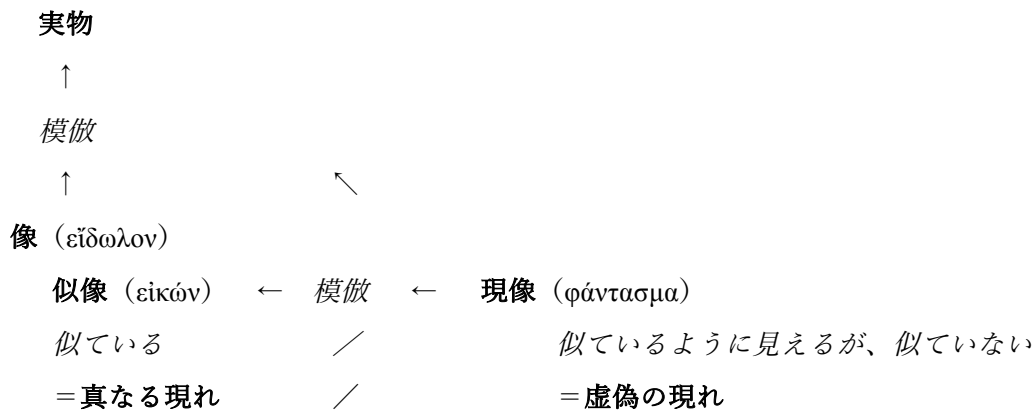 実物
↑
模倣
↑ ↖
像（εἴδωλον）
似像（εἰκών） ← 模倣 ← 現像（φάντασμα）
似ている ／ 似ているように見えるが、似ていない
＝真なる現れ ／ ＝虚偽の現れ